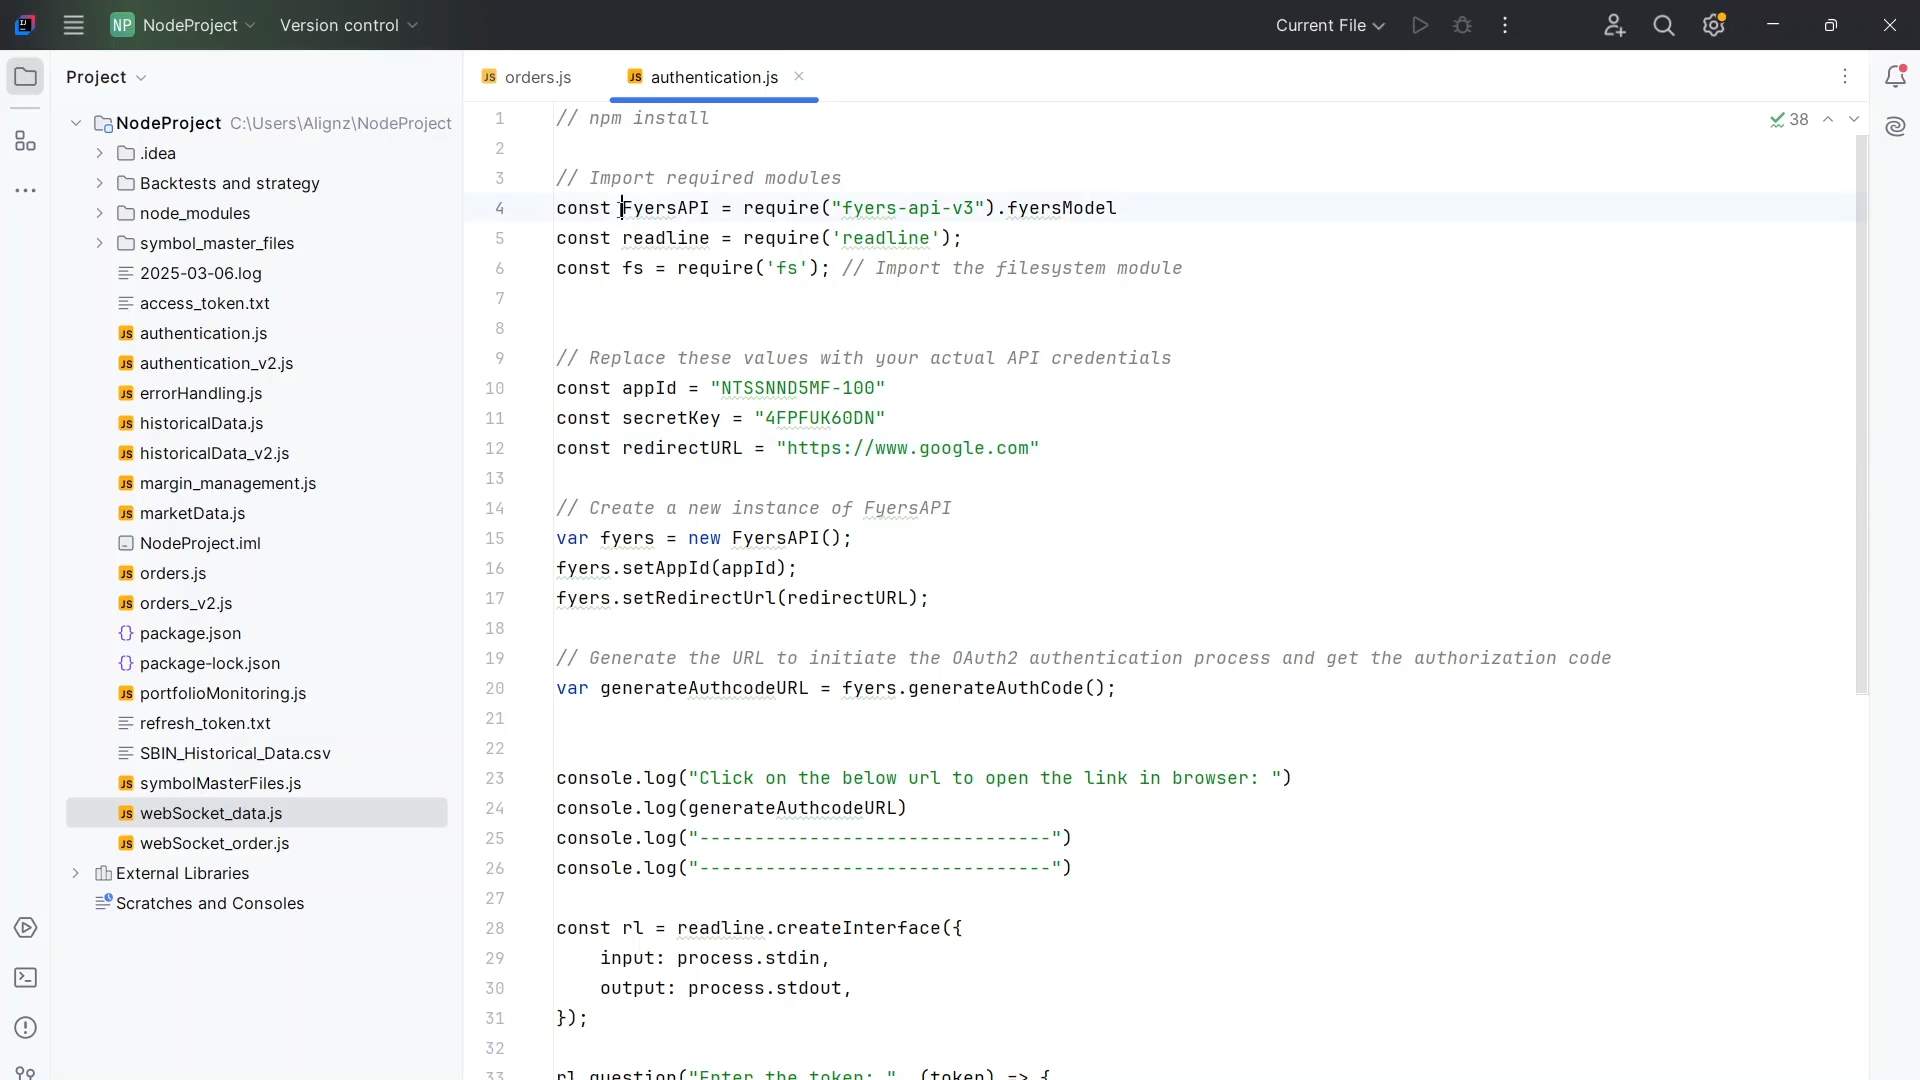 NP NodeProject Version control Current File
Project
orders.js authentication.js
NodeProject C:\Users\Alignz\NodeProject
.idea
Backtests and strategy
node_modules
symbol_master_files
2025-03-06.log
access_token.txt
authentication.js
authentication_v2.js
errorHandling.js
historicalData.js
historicalData_v2.js
margin_management.js
marketData.js
NodeProject.iml
orders.js
orders_v2.js
package.json
package-lock.json
portfolioMonitoring.js
refresh_token.txt
SBIN_Historical_Data.csv
symbolMasterFiles.js
webSocket_data.js
webSocket_order.js
External Libraries
Scratches and Consoles
38
1 // npm install
2
3 // Import required modules
4 const FyersAPI = require("fyers-api-v3").fyersModel
5 const readline = require('readline');
6 const fs = require('fs'); // Import the filesystem module
7
8
9 // Replace these values with your actual API credentials
10 const appId = "NTSSNND5MF-100"
11 const secretKey = "4FPFUK60DN"
12 const redirectURL = "https://www.google.com"
13
14 // Create a new instance of FyersAPI
15 var fyers = new FyersAPI();
16 fyers.setAppId(appId);
17 fyers.setRedirectUrl(redirectURL);
18
19 // Generate the URL to initiate the OAuth2 authentication process and get the authorization code
20 var generateAuthcodeURL = fyers.generateAuthCode();
21
22
23 console.log("Click on the below url to open the link in browser: ")
24 console.log(generateAuthcodeURL)
25 console.log("--------------------------------")
26 console.log("--------------------------------")
27
28 const rl = readline.createInterface({
29 input: process.stdin,
30 output: process.stdout,
31 });
32
33 rl.question("Enter the token: ", (token) => {